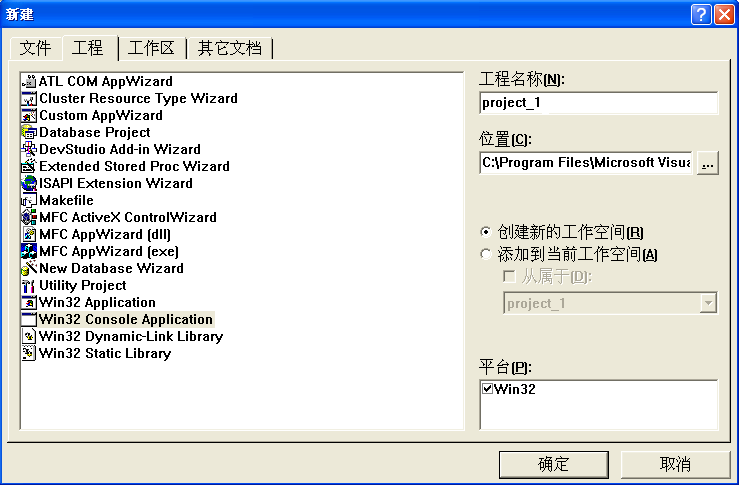 新建
文件 工程 工作区 其它文档
ATL COM AppWizard
Cluster Resource Type Wizard
Custom AppWizard
Database Project
DevStudio Add-in Wizard
Extended Stored Proc Wizard
ISAPI Extension Wizard
Makefile
MFC ActiveX ControlWizard
MFC AppWizard (dll)
MFC AppWizard (exe)
New Database Wizard
Utility Project
Win32 Application
Win32 Console Application
Win32 Dynamic-Link Library
Win32 Static Library
工程名称(N):
project_1
位置(C):
C:\Program Files\Microsoft Visua
...
创建新的工作空间(R)
添加到当前工作空间(A)
从属于(D):
project_1
平台(P):
Win32
确定 取消